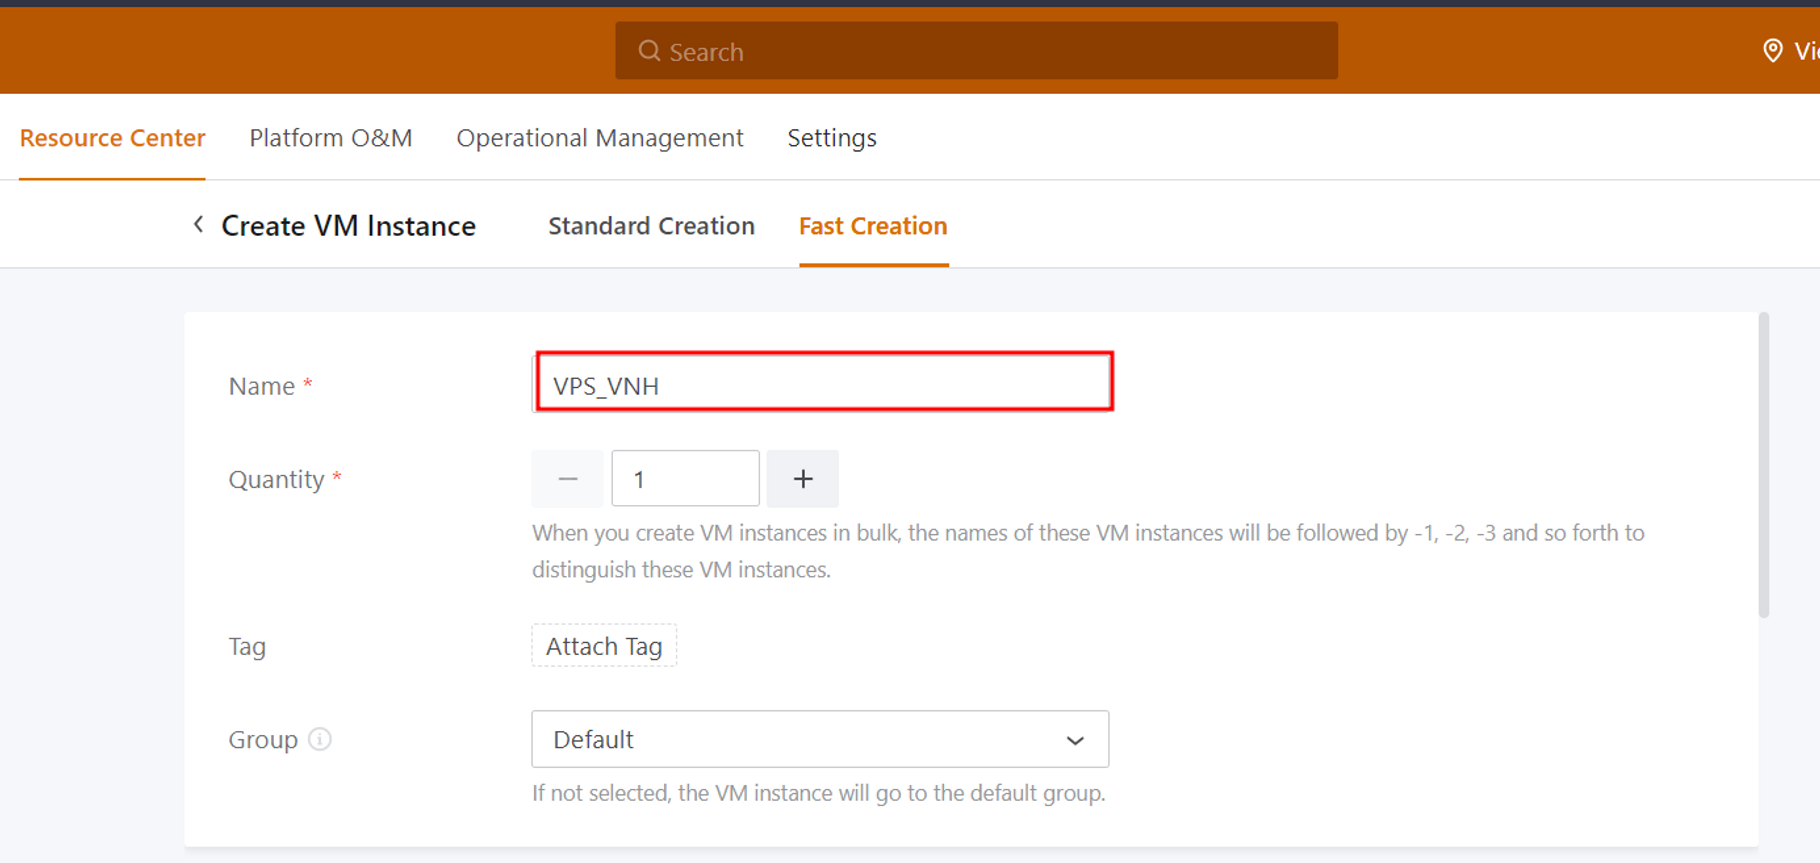 Search
Resource Center Platform O&M Operational Management Settings
Create VM Instance Standard Creation Fast Creation
Name * VPS_VNH
Quantity * 1
When you create VM instances in bulk, the names of these VM instances will be followed by -1, -2, -3 and so forth to
distinguish these VM instances.
Tag Attach Tag
Group Default
If not selected, the VM instance will go to the default group.